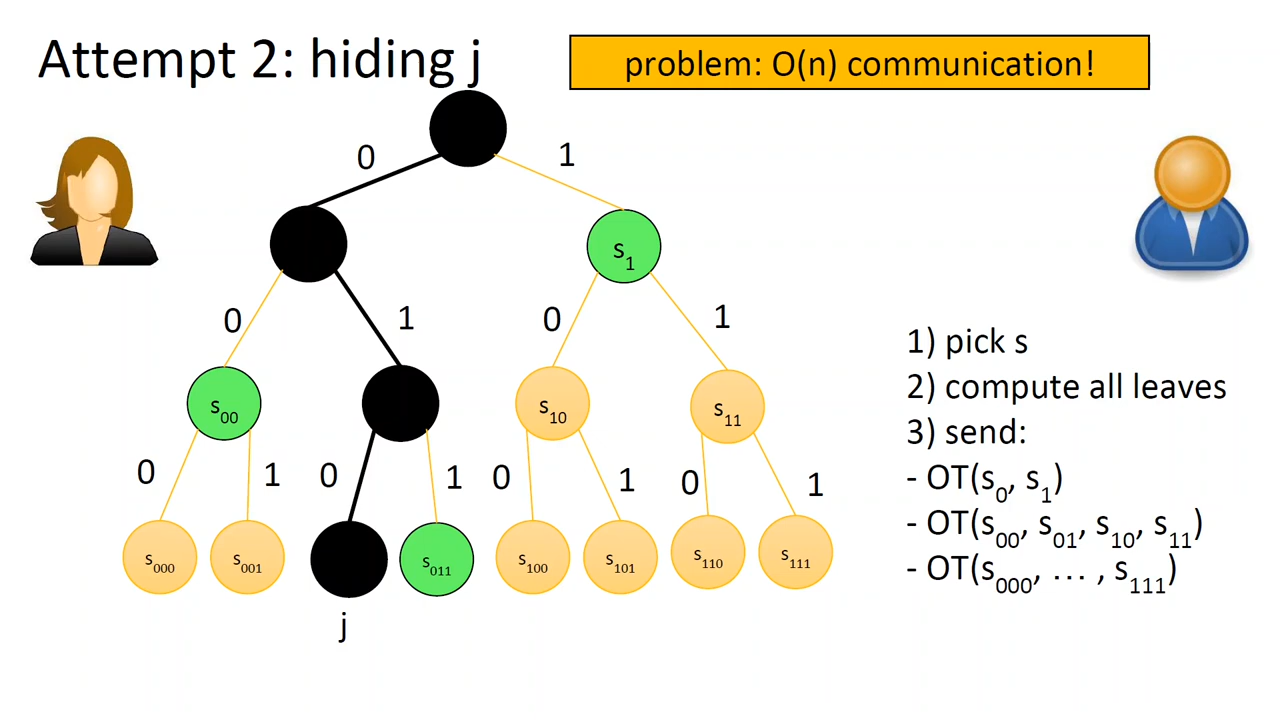 Attempt 2: hiding j
problem: O(n) communication!
0 1
s1
0 1 0 1
s00 s10 s11
0 1 0 1 0 1 0 1
s000 s001 s011 s100 s101 s110 s111
j
1) pick s
2) compute all leaves
3) send:
- OT(s0, s1)
- OT(s00, s01, s10, s11)
- OT(s000, … , s111)